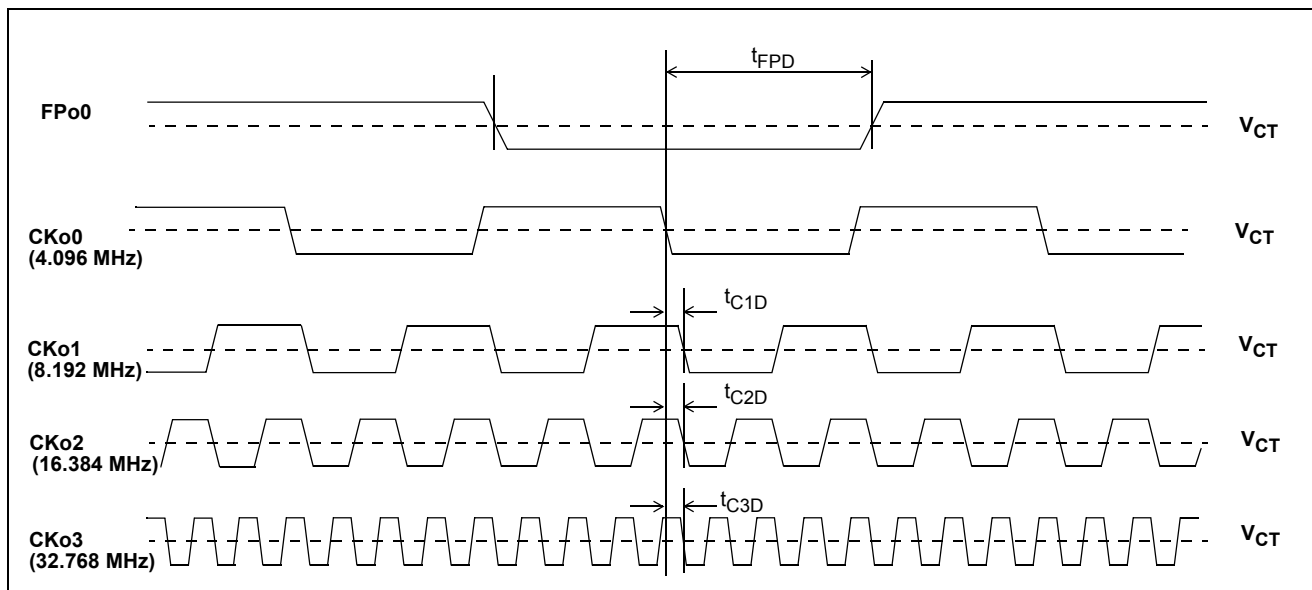 tFPD
FPo0
VCT
CKo0
(4.096 MHz)
VCT
tC1D
CKo1
(8.192 MHz)
VCT
tC2D
CKo2
(16.384 MHz)
VCT
tC3D
CKo3
(32.768 MHz)
VCT